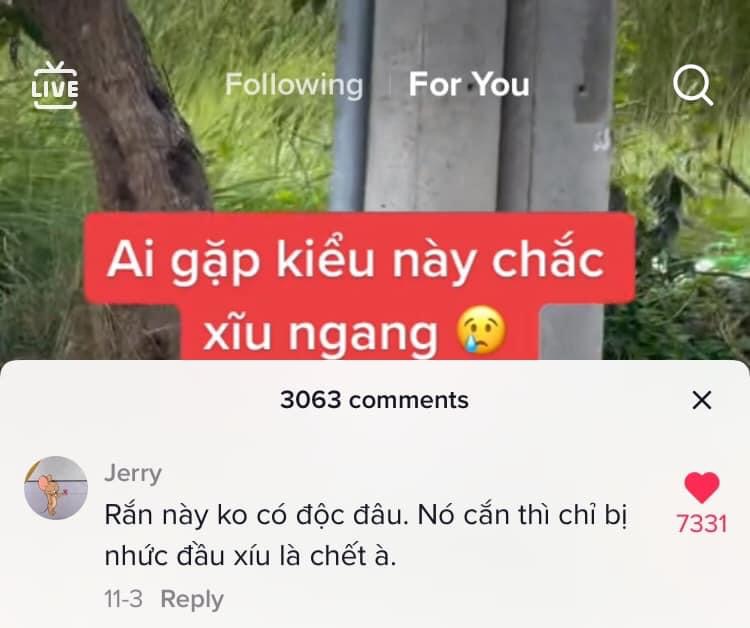 LIVE
Following | For You
Ai gặp kiểu này chắc
xĩu ngang 😢
3063 comments
Jerry
Rắn này ko có độc đâu. Nó cắn thì chỉ bị
nhức đầu xíu là chết à.
7331
11-3 Reply